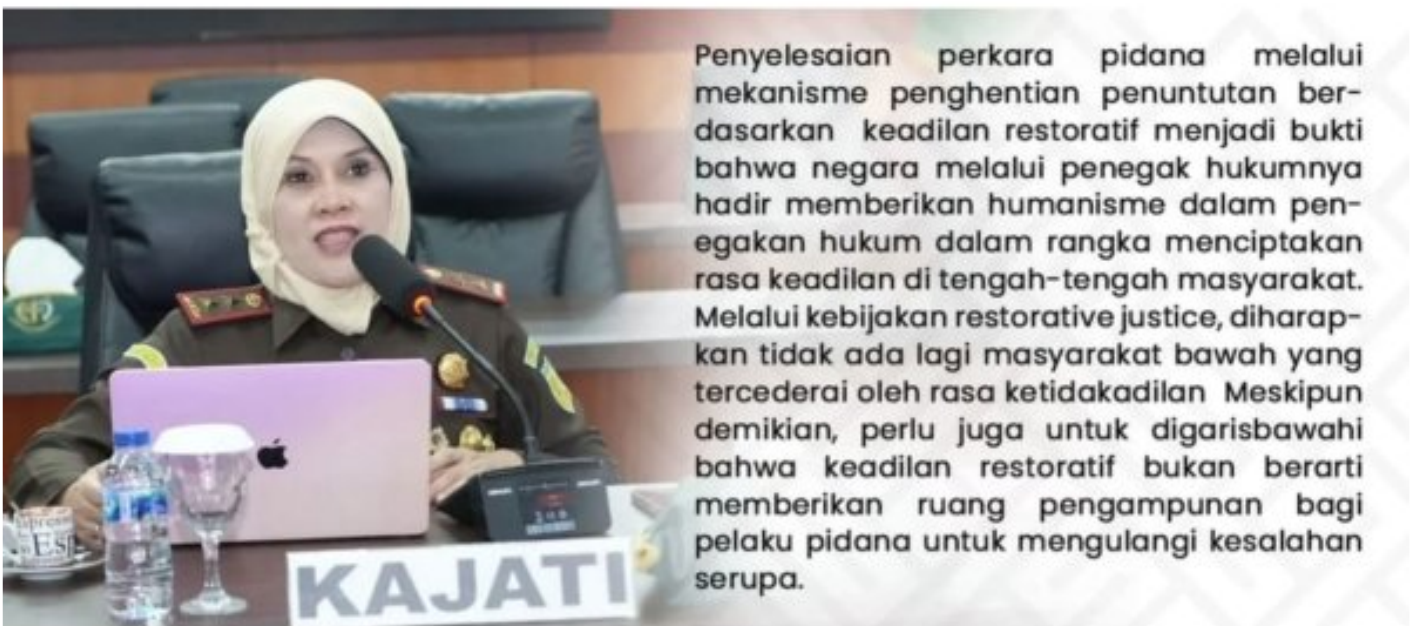 Penyelesaian perkara pidana melalui
mekanisme penghentian penuntutan ber-
dasarkan keadilan restoratif menjadi bukti
bahwa negara melalui penegak hukumnya
hadir memberikan humanisme dalam pen-
egakan hukum dalam rangka menciptakan
rasa keadilan di tengah-tengah masyarakat.
Melalui kebijakan restorative justice, diharap-
kan tidak ada lagi masyarakat bawah yang
tercederai oleh rasa ketidakadilan Meskipun
demikian, perlu juga untuk digarisbawahi
bahwa keadilan restoratif bukan berarti
memberikan ruang pengampunan bagi
pelaku pidana untuk mengulangi kesalahan
serupa.
KAJATI